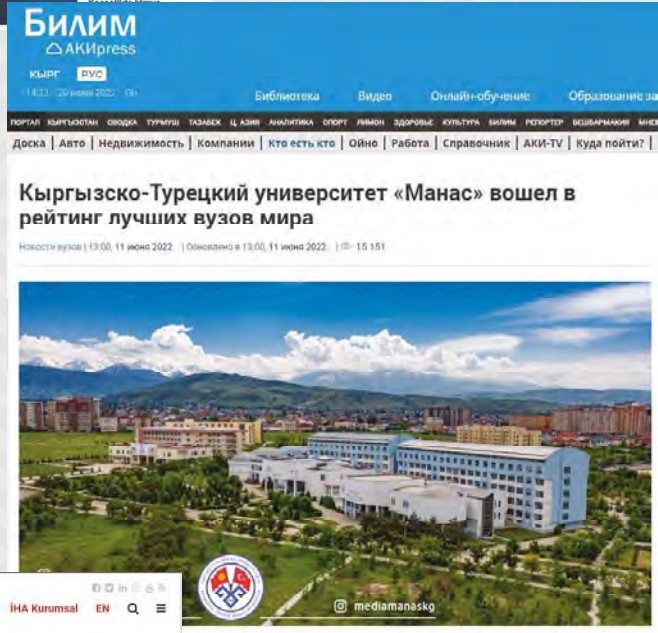 Билим
АКИpress
КЫРГ РУС
Библиотека Видео Онлайн-обучение Образование за
ПОРТАЛ КЫРГЫЗСТАН СВОДКА ТУРМУШ ТАЗАБЕК Ц. АЗИЯ АНАЛИТИКА СПОРТ ЛИМОН ЗДОРОВЬЕ КУЛЬТУРА БИЛИМ РЕПОРТЕР БЕШБАРМАКИЯ
Доска | Авто | Недвижимость | Компании | Кто есть кто | Ойно | Работа | Справочник | АКИ-TV | Куда пойти? |
Кыргызско-Турецкий университет «Манас» вошел в
рейтинг лучших вузов мира
Новости вузов | 13:00, 11 июня 2022 | Обновлено в 13:00, 11 июня 2022 | 15 151
mediamanaskg
İHA Kurumsal EN